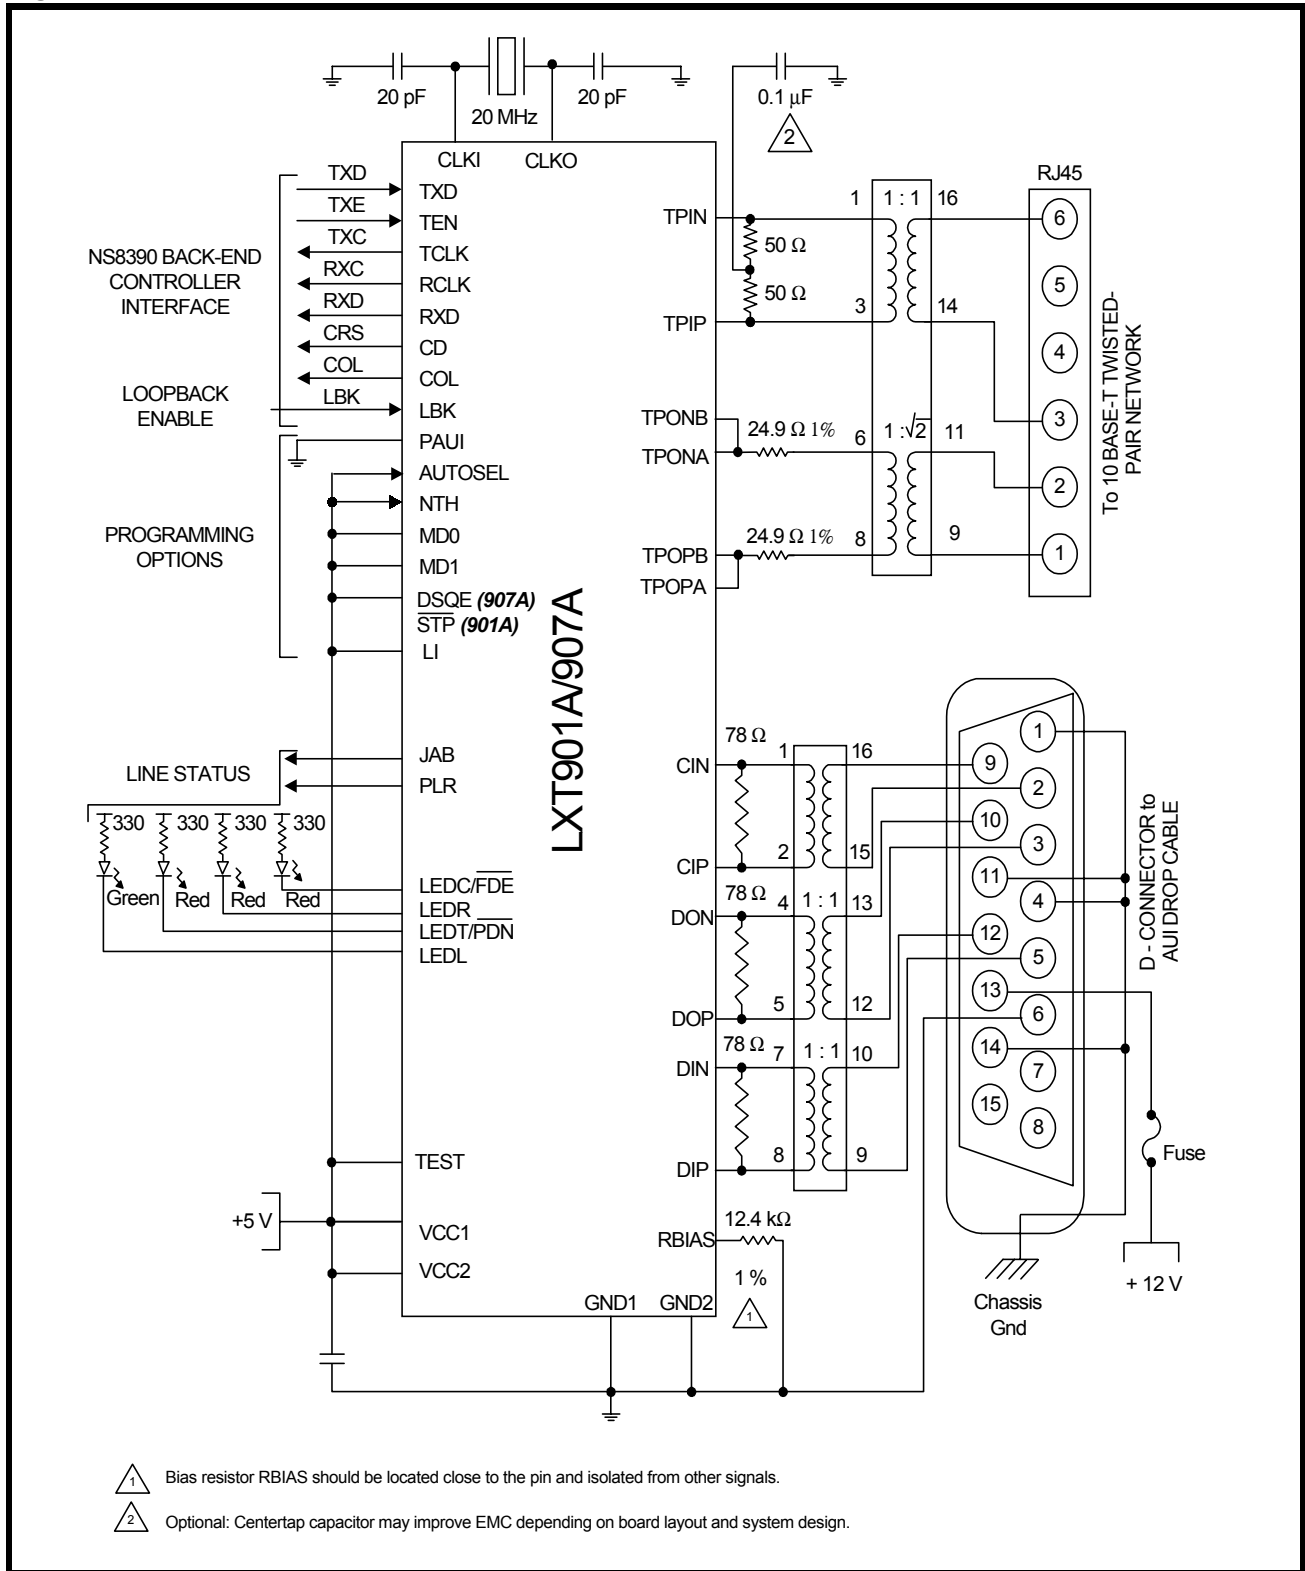 20 pF
20 MHz
20 pF
0.1 µF
2
CLKI
CLKO
NS8390 BACK-END
CONTROLLER
INTERFACE
TXD
TXE
TXC
RXC
RXD
CRS
COL
LBK
LOOPBACK
ENABLE
PROGRAMMING
OPTIONS
TXD
TEN
TCLK
RCLK
RXD
CD
COL
LBK
PAUI
AUTOSEL
NTH
MD0
MD1
DSQE (907A)
STP (901A)
LI
LINE STATUS
JAB
PLR
330
330
330
330
Green
Red
Red
Red
LEDC/FDE
LEDR
LEDT/PDN
LEDL
TEST
+5 V
VCC1
VCC2
LXT901A/907A
GND1
GND2
TPIN
50 Ω
50 Ω
TPIP
TPONB
TPONA
24.9 Ω 1%
TPOPB
24.9 Ω 1%
TPOPA
1
1 : 1
16
3
14
6
1:√2
11
8
9
RJ45
6
5
4
3
2
1
To 10 BASE-T TWISTED-
PAIR NETWORK
CIN
78 Ω
1
16
CIP
2
15
DON
78 Ω
4
1 : 1
13
DOP
5
12
DIN
78 Ω
7
1 : 1
10
DIP
8
9
RBIAS
12.4 kΩ
1 %
1
1
9
2
10
3
11
4
12
5
13
6
14
7
15
8
D - CONNECTOR to
AUI DROP CABLE
Fuse
+ 12 V
Chassis
Gnd
1 Bias resistor RBIAS should be located close to the pin and isolated from other signals.
2 Optional: Centertap capacitor may improve EMC depending on board layout and system design.